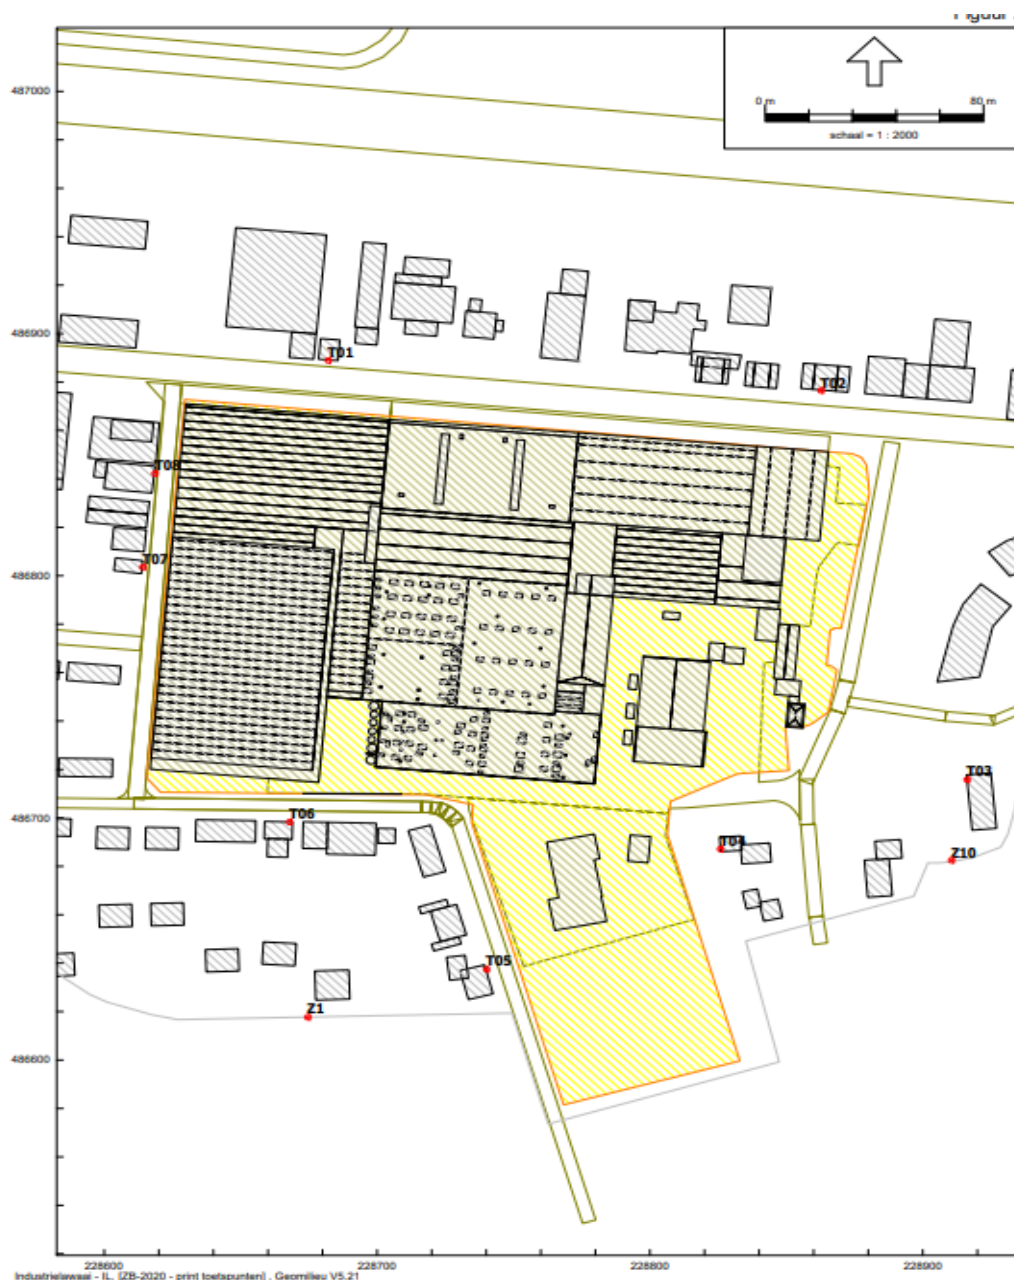 487000
0 m 80 m
schaal = 1 : 2000
486900
T01
T02
T08
T07
486800
T03
486700
T06
T04
Z10
T05
Z1
486600
228600 228700 228800 228900
Industrielawaai - IL, [ZB-2020 - print toetspunten] , Geomilieu V5.21